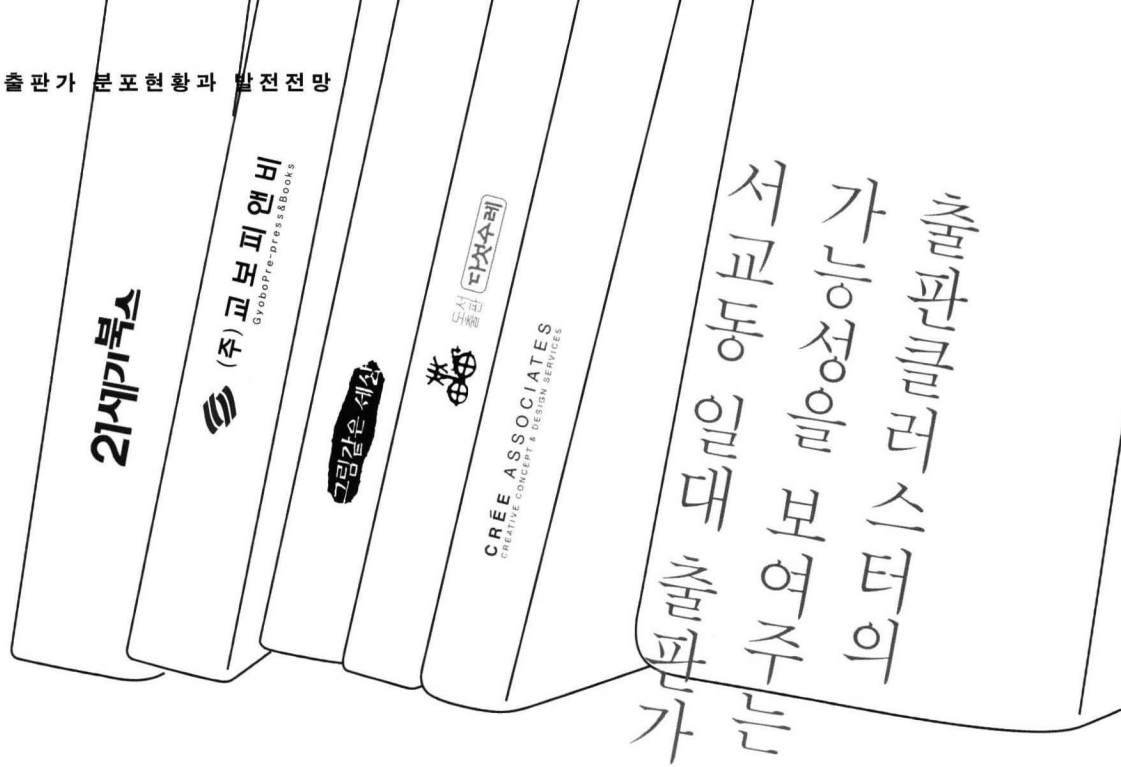 출판가 분포현황과 발전전망
21세기북스
(주)교보피앤비
GyoboPre-press&Books
그림같은 세상
도서
출판
다섯수레
CRĒE ASSOCIATES
CREATIVE CONCEPT & DESIGN SERVICES
출판클러스터의
가능성을 보여주는
서교동 일대 출판가